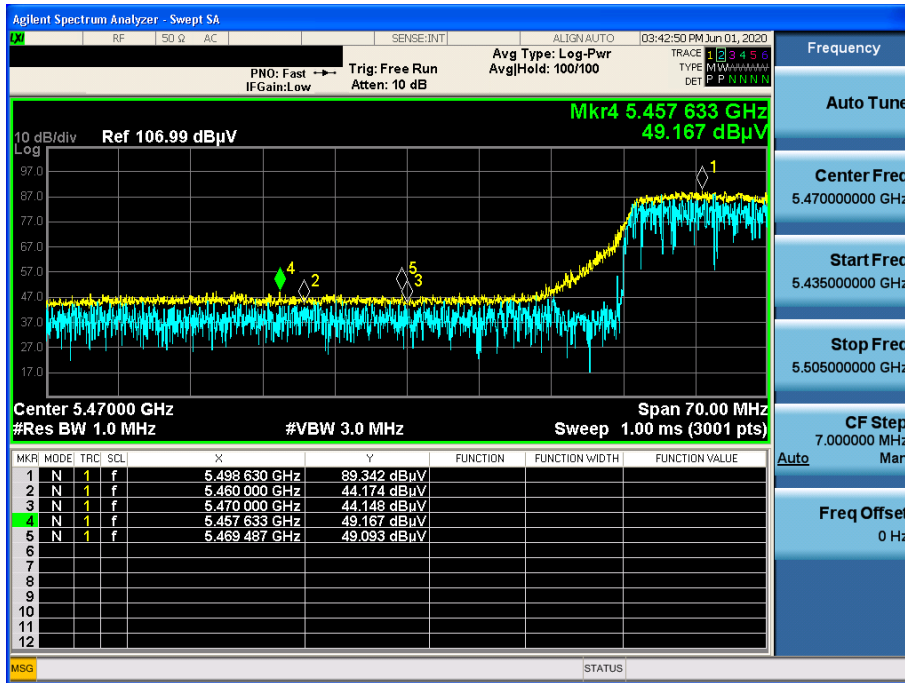 Agilent Spectrum Analyzer - Swept SA
LXI RF 50 Ω AC SENSE:INT ALIGN AUTO 03:42:50 PM Jun 01, 2020
Frequency
PNO: Fast Trig: Free Run Avg Type: Log-Pwr TRACE 1 2 3 4 5 6
IFGain:Low Atten: 10 dB Avg|Hold: 100/100 TYPE M W W W W W
DET P P N N N N
Auto Tune
Mkr4 5.457 633 GHz
49.167 dBµV
10 dB/div Ref 106.99 dBµV
Log
97.0
87.0
77.0
67.0
57.0
47.0
37.0
27.0
17.0
1
4
2
5
3
Center 5.47000 GHz Span 70.00 MHz
#Res BW 1.0 MHz #VBW 3.0 MHz Sweep 1.00 ms (3001 pts)
Center Freq
5.470000000 GHz
Start Freq
5.435000000 GHz
Stop Freq
5.505000000 GHz
CF Step
7.000000 MHz
Auto Man
Freq Offset
0 Hz
MKR MODE TRC SCL X Y FUNCTION FUNCTION WIDTH FUNCTION VALUE
1 N 1 f 5.498 630 GHz 89.342 dBµV
2 N 1 f 5.460 000 GHz 44.174 dBµV
3 N 1 f 5.470 000 GHz 44.148 dBµV
4 N 1 f 5.457 633 GHz 49.167 dBµV
5 N 1 f 5.469 487 GHz 49.093 dBµV
6
7
8
9
10
11
12
MSG STATUS